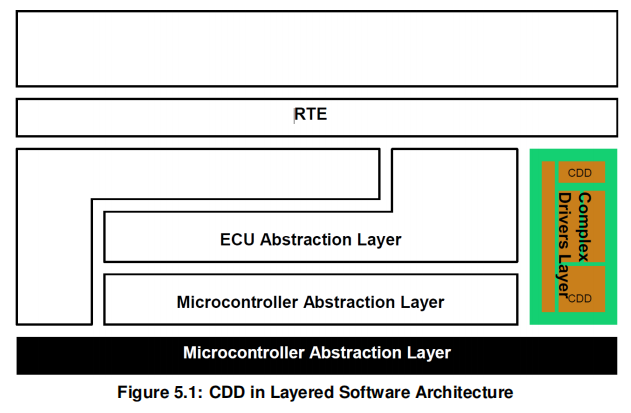 RTE
CDD
Complex
Drivers Layer
ECU Abstraction Layer
Microcontroller Abstraction Layer
CDD
Microcontroller Abstraction Layer
Figure 5.1: CDD in Layered Software Architecture